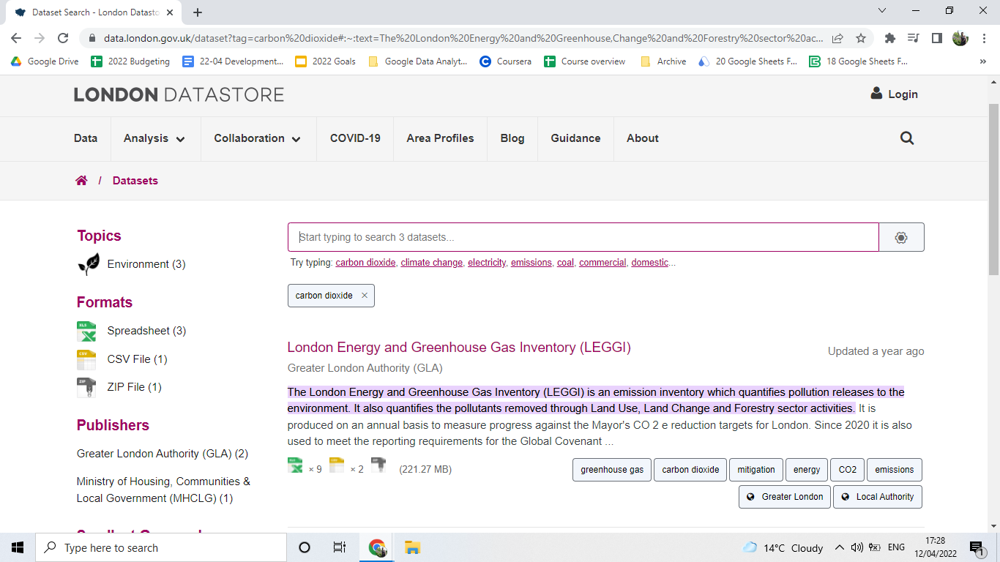 Dataset Search - London Datasto
data.london.gov.uk/dataset?tag=carbon%20dioxide#:~:text=The%20London%20Energy%20and%20Greenhouse,Change%20and%20Forestry%20sector%20ac...
Google Drive 2022 Budgeting 22-04 Development... 2022 Goals Google Data Analyt... Coursera Course overview Archive 20 Google Sheets F... 18 Google Sheets F... »
LONDON DATASTORE
Login
Data Analysis Collaboration COVID-19 Area Profiles Blog Guidance About
/ Datasets
Topics
Environment (3)
Formats
XLS
Spreadsheet (3)
CSV
CSV File (1)
ZIP
ZIP File (1)
Publishers
Greater London Authority (GLA) (2)
Ministry of Housing, Communities &
Local Government (MHCLG) (1)
Start typing to search 3 datasets...
Try typing: carbon dioxide, climate change, electricity, emissions, coal, commercial, domestic...
carbon dioxide ×
London Energy and Greenhouse Gas Inventory (LEGGI)
Updated a year ago
Greater London Authority (GLA)
The London Energy and Greenhouse Gas Inventory (LEGGI) is an emission inventory which quantifies pollution releases to the
environment. It also quantifies the pollutants removed through Land Use, Land Change and Forestry sector activities. It is
produced on an annual basis to measure progress against the Mayor's CO 2 e reduction targets for London. Since 2020 it is also
used to meet the reporting requirements for the Global Covenant ...
XLS × 9 CSV × 2 ZIP (221.27 MB)
greenhouse gas carbon dioxide mitigation energy CO2 emissions
Greater London Local Authority
Type here to search
14°C Cloudy
ENG
17:28
12/04/2022
1